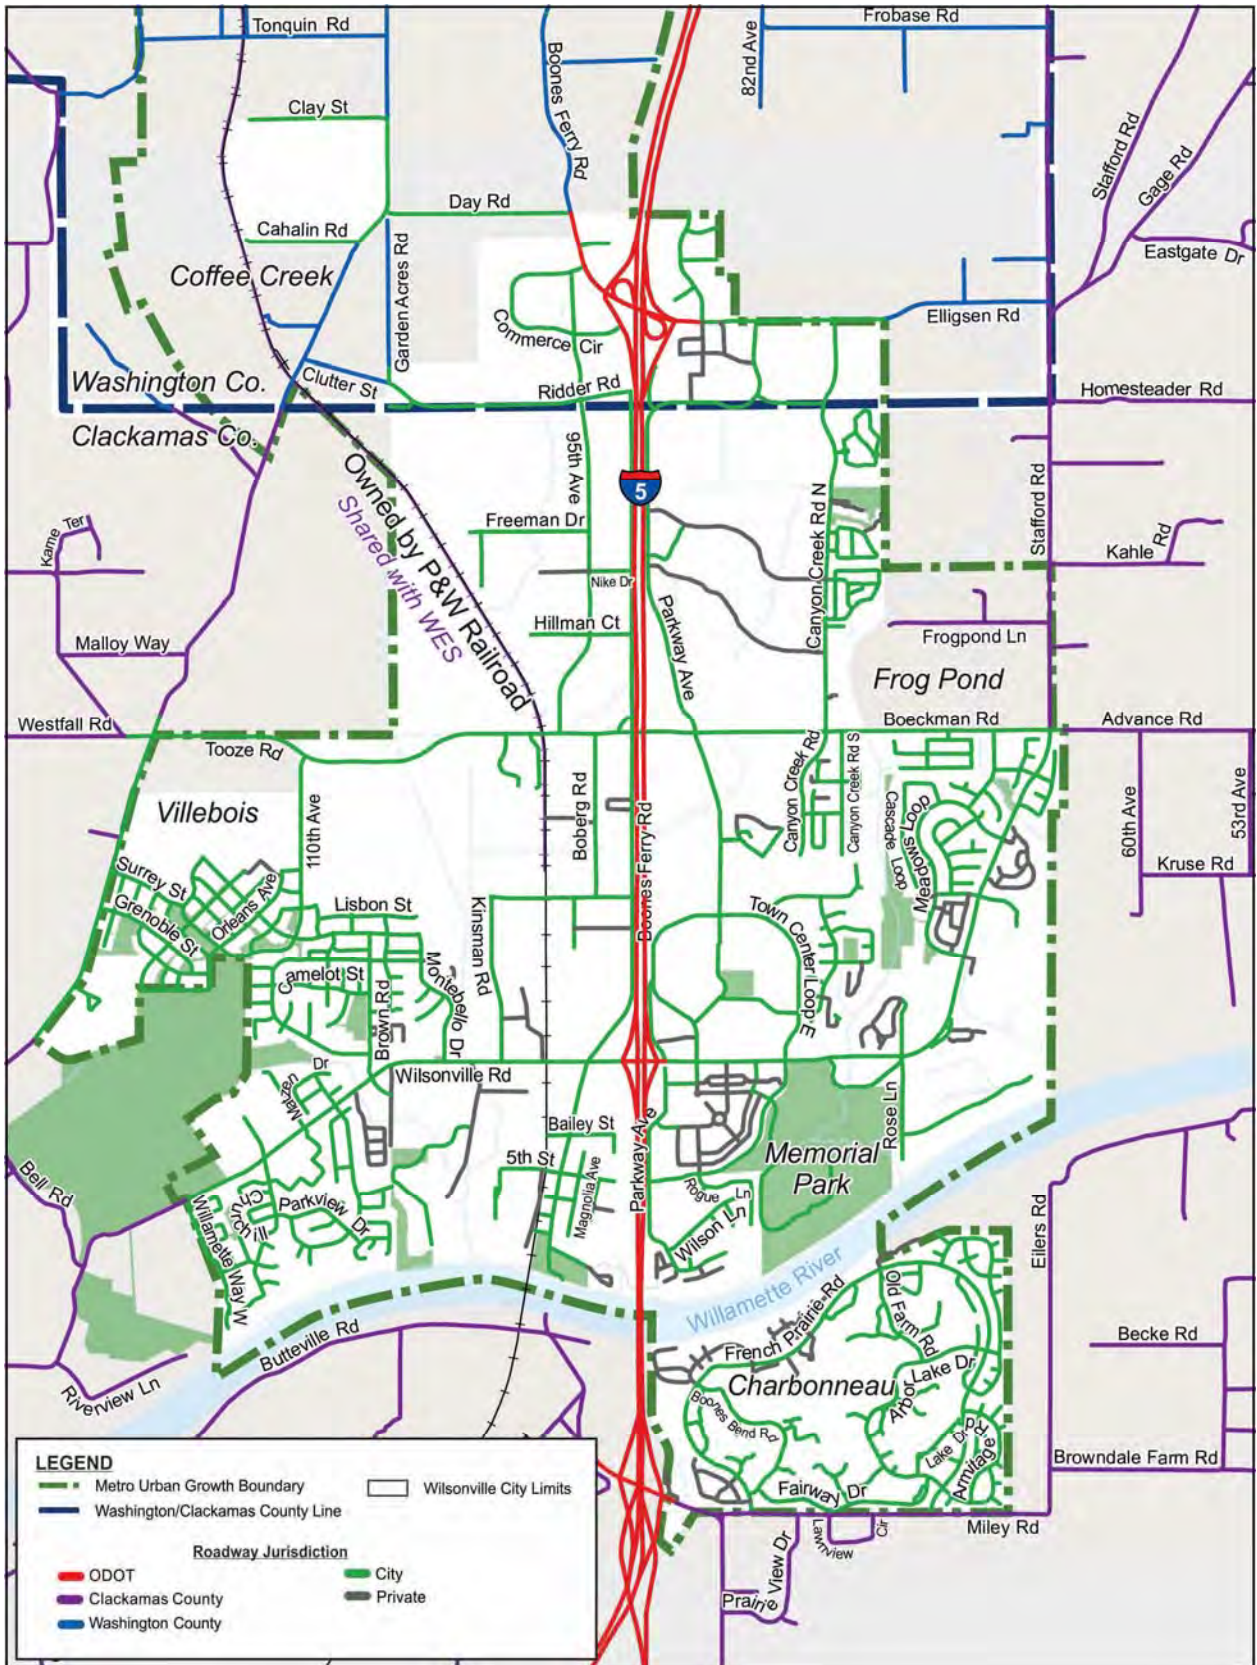 Tonquin Rd
Frobase Rd
82nd Ave
Boones Ferry Rd
Clay St
Stafford Rd
Gage Rd
Day Rd
Cahalin Rd
Eastgate Dr
Coffee Creek
Garden Acres Rd
Elligsen Rd
Commerce Cir
Washington Co.
Clutter St
Ridder Rd
Homesteader Rd
Clackamas Co.
95th Ave
Owned by P&W Railroad
Shared with WES
5
Canyon Creek Rd N
Stafford Rd
Kame Ter
Freeman Dr
Kahle Rd
Nike Dr
Parkway Ave
Hillman Ct
Malloy Way
Frogpond Ln
Frog Pond
Westfall Rd
Boeckman Rd
Advance Rd
Tooze Rd
Canyon Creek Rd
Canyon Creek Rd S
Villebois
110th Ave
Boberg Rd
Boones Ferry Rd
Cascade Loop
Meadows Loop
60th Ave
53rd Ave
Kruse Rd
Surrey St
Orleans Ave
Grenoble St
Lisbon St
Kinsman Rd
Town Center Loop E
Camelot St
Montebello Dr
Brown Rd
Wilsonville Rd
Dr
Rose Ln
Bailey St
Parkway Ave
Memorial
Park
5th St
Magnolia Ave
Rogue Ln
Bell Rd
Willamette Way W
Churchill
Parkview Dr
Wilson Ln
Eilers Rd
Willamette River
Butteville Rd
French Prairie Rd
Old Farm Rd
Becke Rd
Riverview Ln
Charbonneau
Arbor Lake Dr
Boones Bend Rd
Lake Dr
Armitage Rd
Browndale Farm Rd
Fairway Dr
Miley Rd
Lawnview Cir
Prairie View Dr
LEGEND
Metro Urban Growth Boundary
Wilsonville City Limits
Washington/Clackamas County Line
Roadway Jurisdiction
ODOT
City
Clackamas County
Private
Washington County